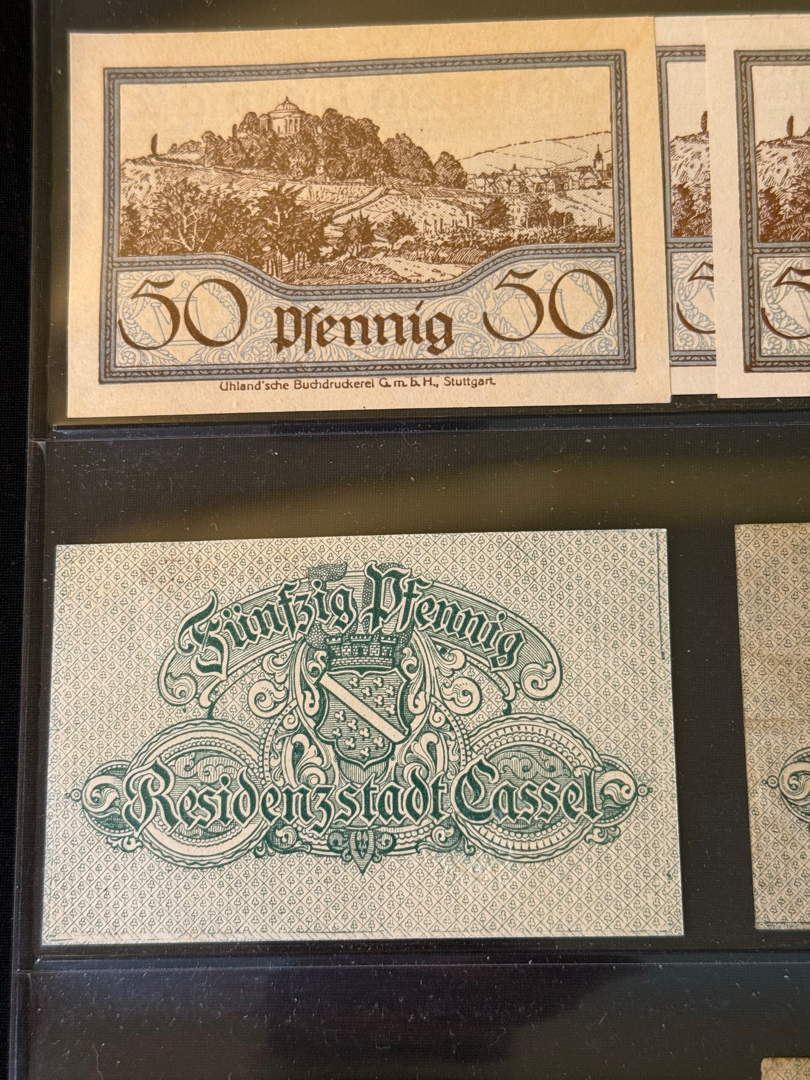 50 Pfennig 50
Uhland'sche Buchdruckerei G. m. b. H., Stuttgart.
Fünfzig Pfennig
Residenzstadt Cassel